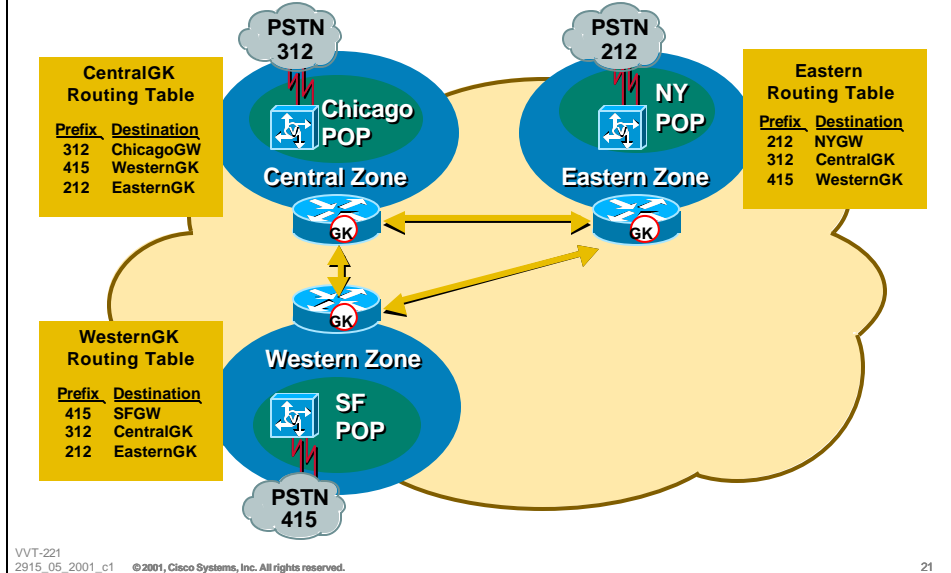 PSTN
312
PSTN
212
CentralGK
Routing Table
Prefix Destination
312 ChicagoGW
415 WesternGK
212 EasternGK
Chicago
POP
Central Zone
GK
NY
POP
Eastern Zone
GK
Eastern
Routing Table
Prefix Destination
212 NYGW
312 CentralGK
415 WesternGK
GK
Western Zone
SF
POP
PSTN
415
WesternGK
Routing Table
Prefix Destination
415 SFGW
312 CentralGK
212 EasternGK
VVT-221
2915_05_2001_c1 © 2001, Cisco Systems, Inc. All rights reserved. 21